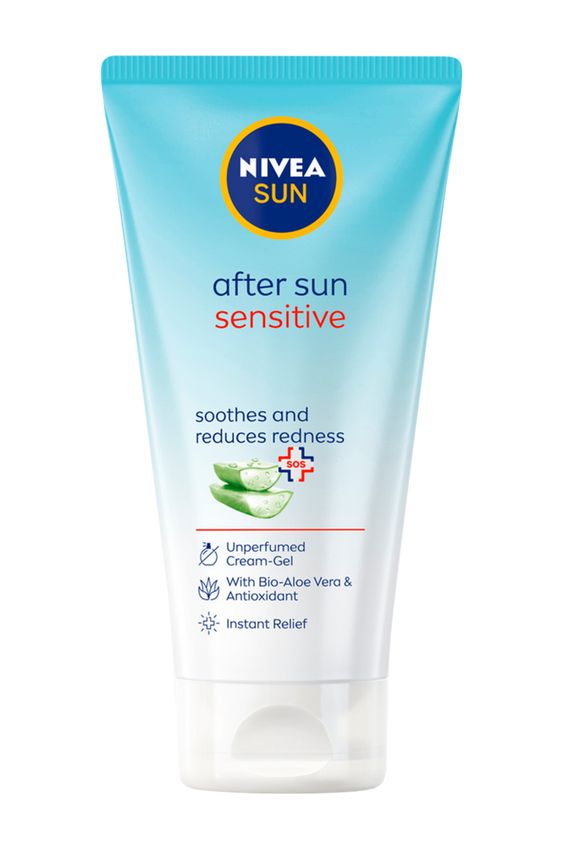 NIVEA
SUN
after sun
sensitive
soothes and
reduces redness
SOS
Unperfumed
Cream-Gel
With Bio-Aloe Vera &
Antioxidant
Instant Relief